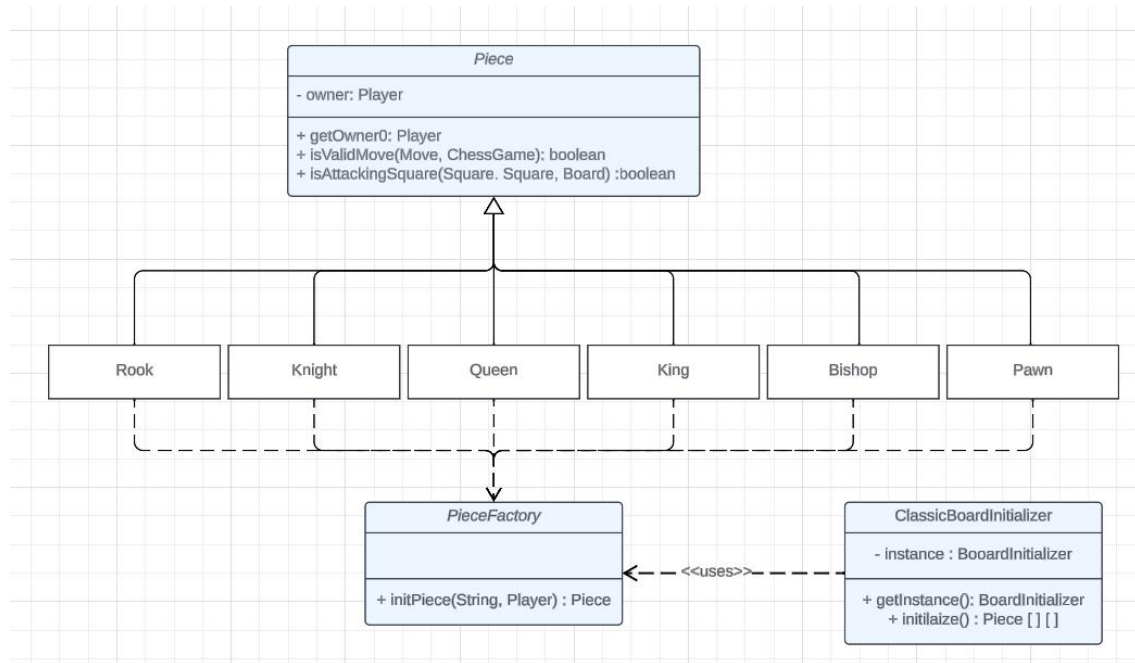 Piece
- owner: Player
+ getOwner0: Player
+ isValidMove(Move, ChessGame): boolean
+ isAttackingSquare(Square. Square, Board) :boolean
Rook
Knight
Queen
King
Bishop
Pawn
PieceFactory
+ initPiece(String, Player) : Piece
<<uses>>
ClassicBoardInitializer
- instance : BooardInitializer
+ getInstance(): BoardInitializer
+ initilaize() : Piece [ ] [ ]